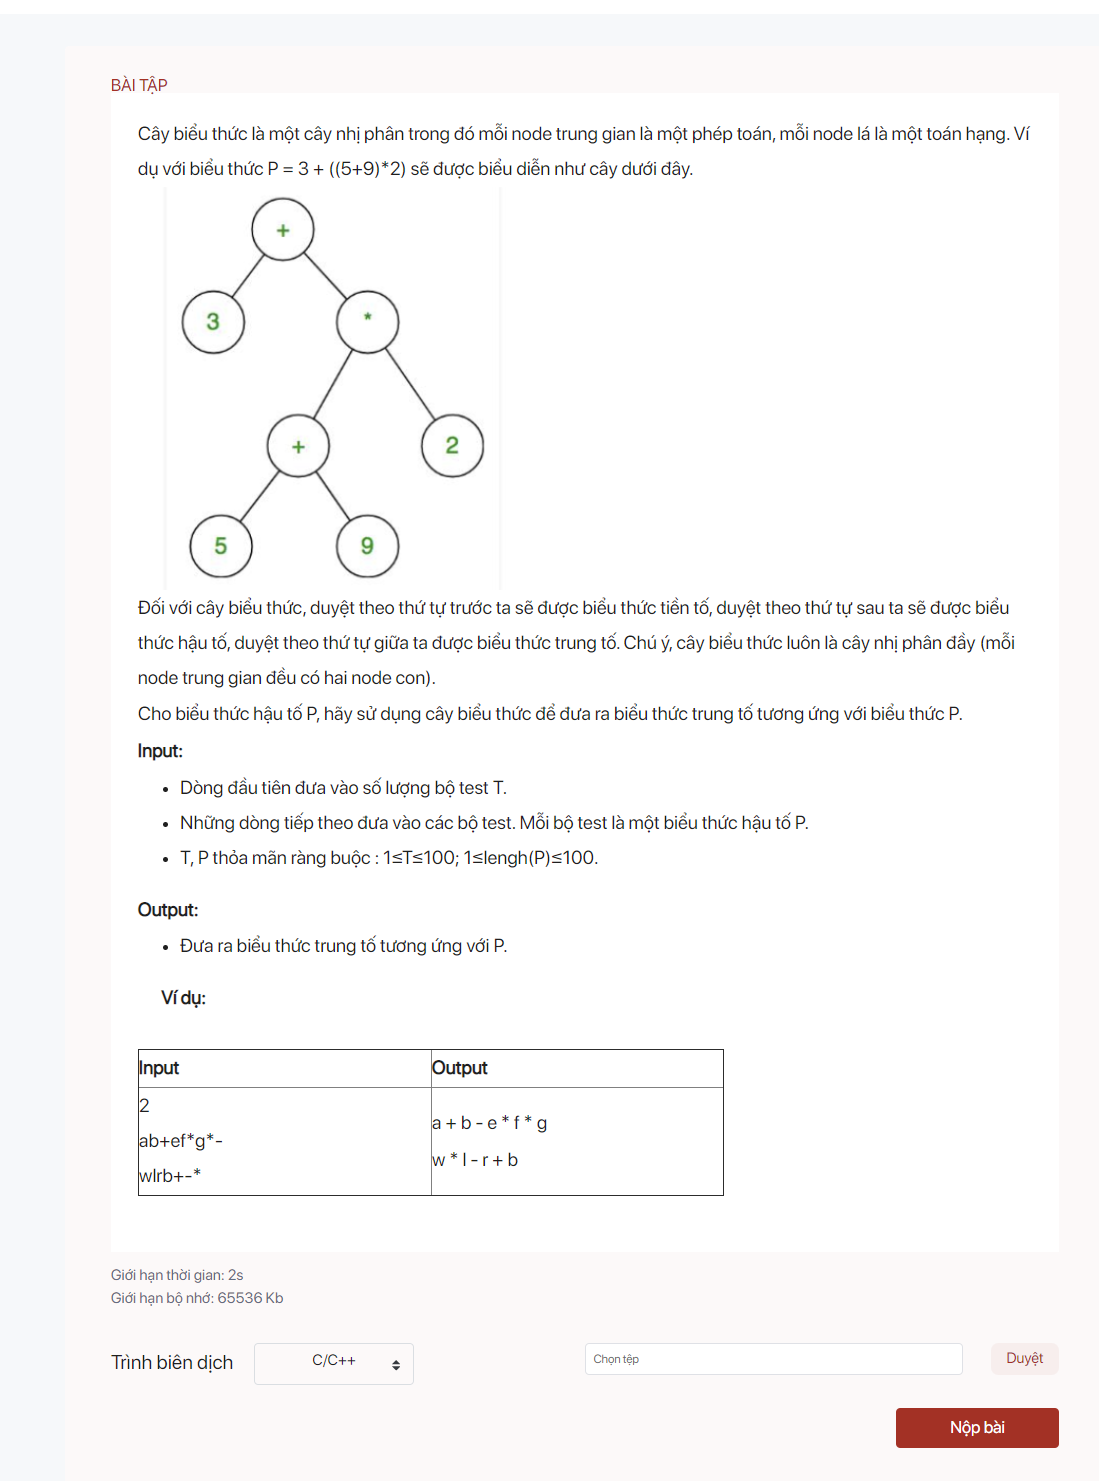 BÀI TẬP
Cây biểu thức là một cây nhị phân trong đó mỗi node trung gian là một phép toán, mỗi node lá là một toán hạng. Ví
dụ với biểu thức P = 3 + ((5+9)*2) sẽ được biểu diễn như cây dưới đây.
+
3
*
+
2
5
9
Đối với cây biểu thức, duyệt theo thứ tự trước ta sẽ được biểu thức tiền tố, duyệt theo thứ tự sau ta sẽ được biểu
thức hậu tố, duyệt theo thứ tự giữa ta được biểu thức trung tố. Chú ý, cây biểu thức luôn là cây nhị phân đầy (mỗi
node trung gian đều có hai node con).
Cho biểu thức hậu tố P, hãy sử dụng cây biểu thức để đưa ra biểu thức trung tố tương ứng với biểu thức P.
Input:
• Dòng đầu tiên đưa vào số lượng bộ test T.
• Những dòng tiếp theo đưa vào các bộ test. Mỗi bộ test là một biểu thức hậu tố P.
• T, P thỏa mãn ràng buộc : 1≤T≤100; 1≤lengh(P)≤100.
Output:
• Đưa ra biểu thức trung tố tương ứng với P.
Ví dụ:
Input
Output
2
ab+ef*g*-
wlrb+-*
a + b - e * f * g
w * l - r + b
Giới hạn thời gian: 2s
Giới hạn bộ nhớ: 65536 Kb
Trình biên dịch
C/C++
Chọn tệp
Duyệt
Nộp bài